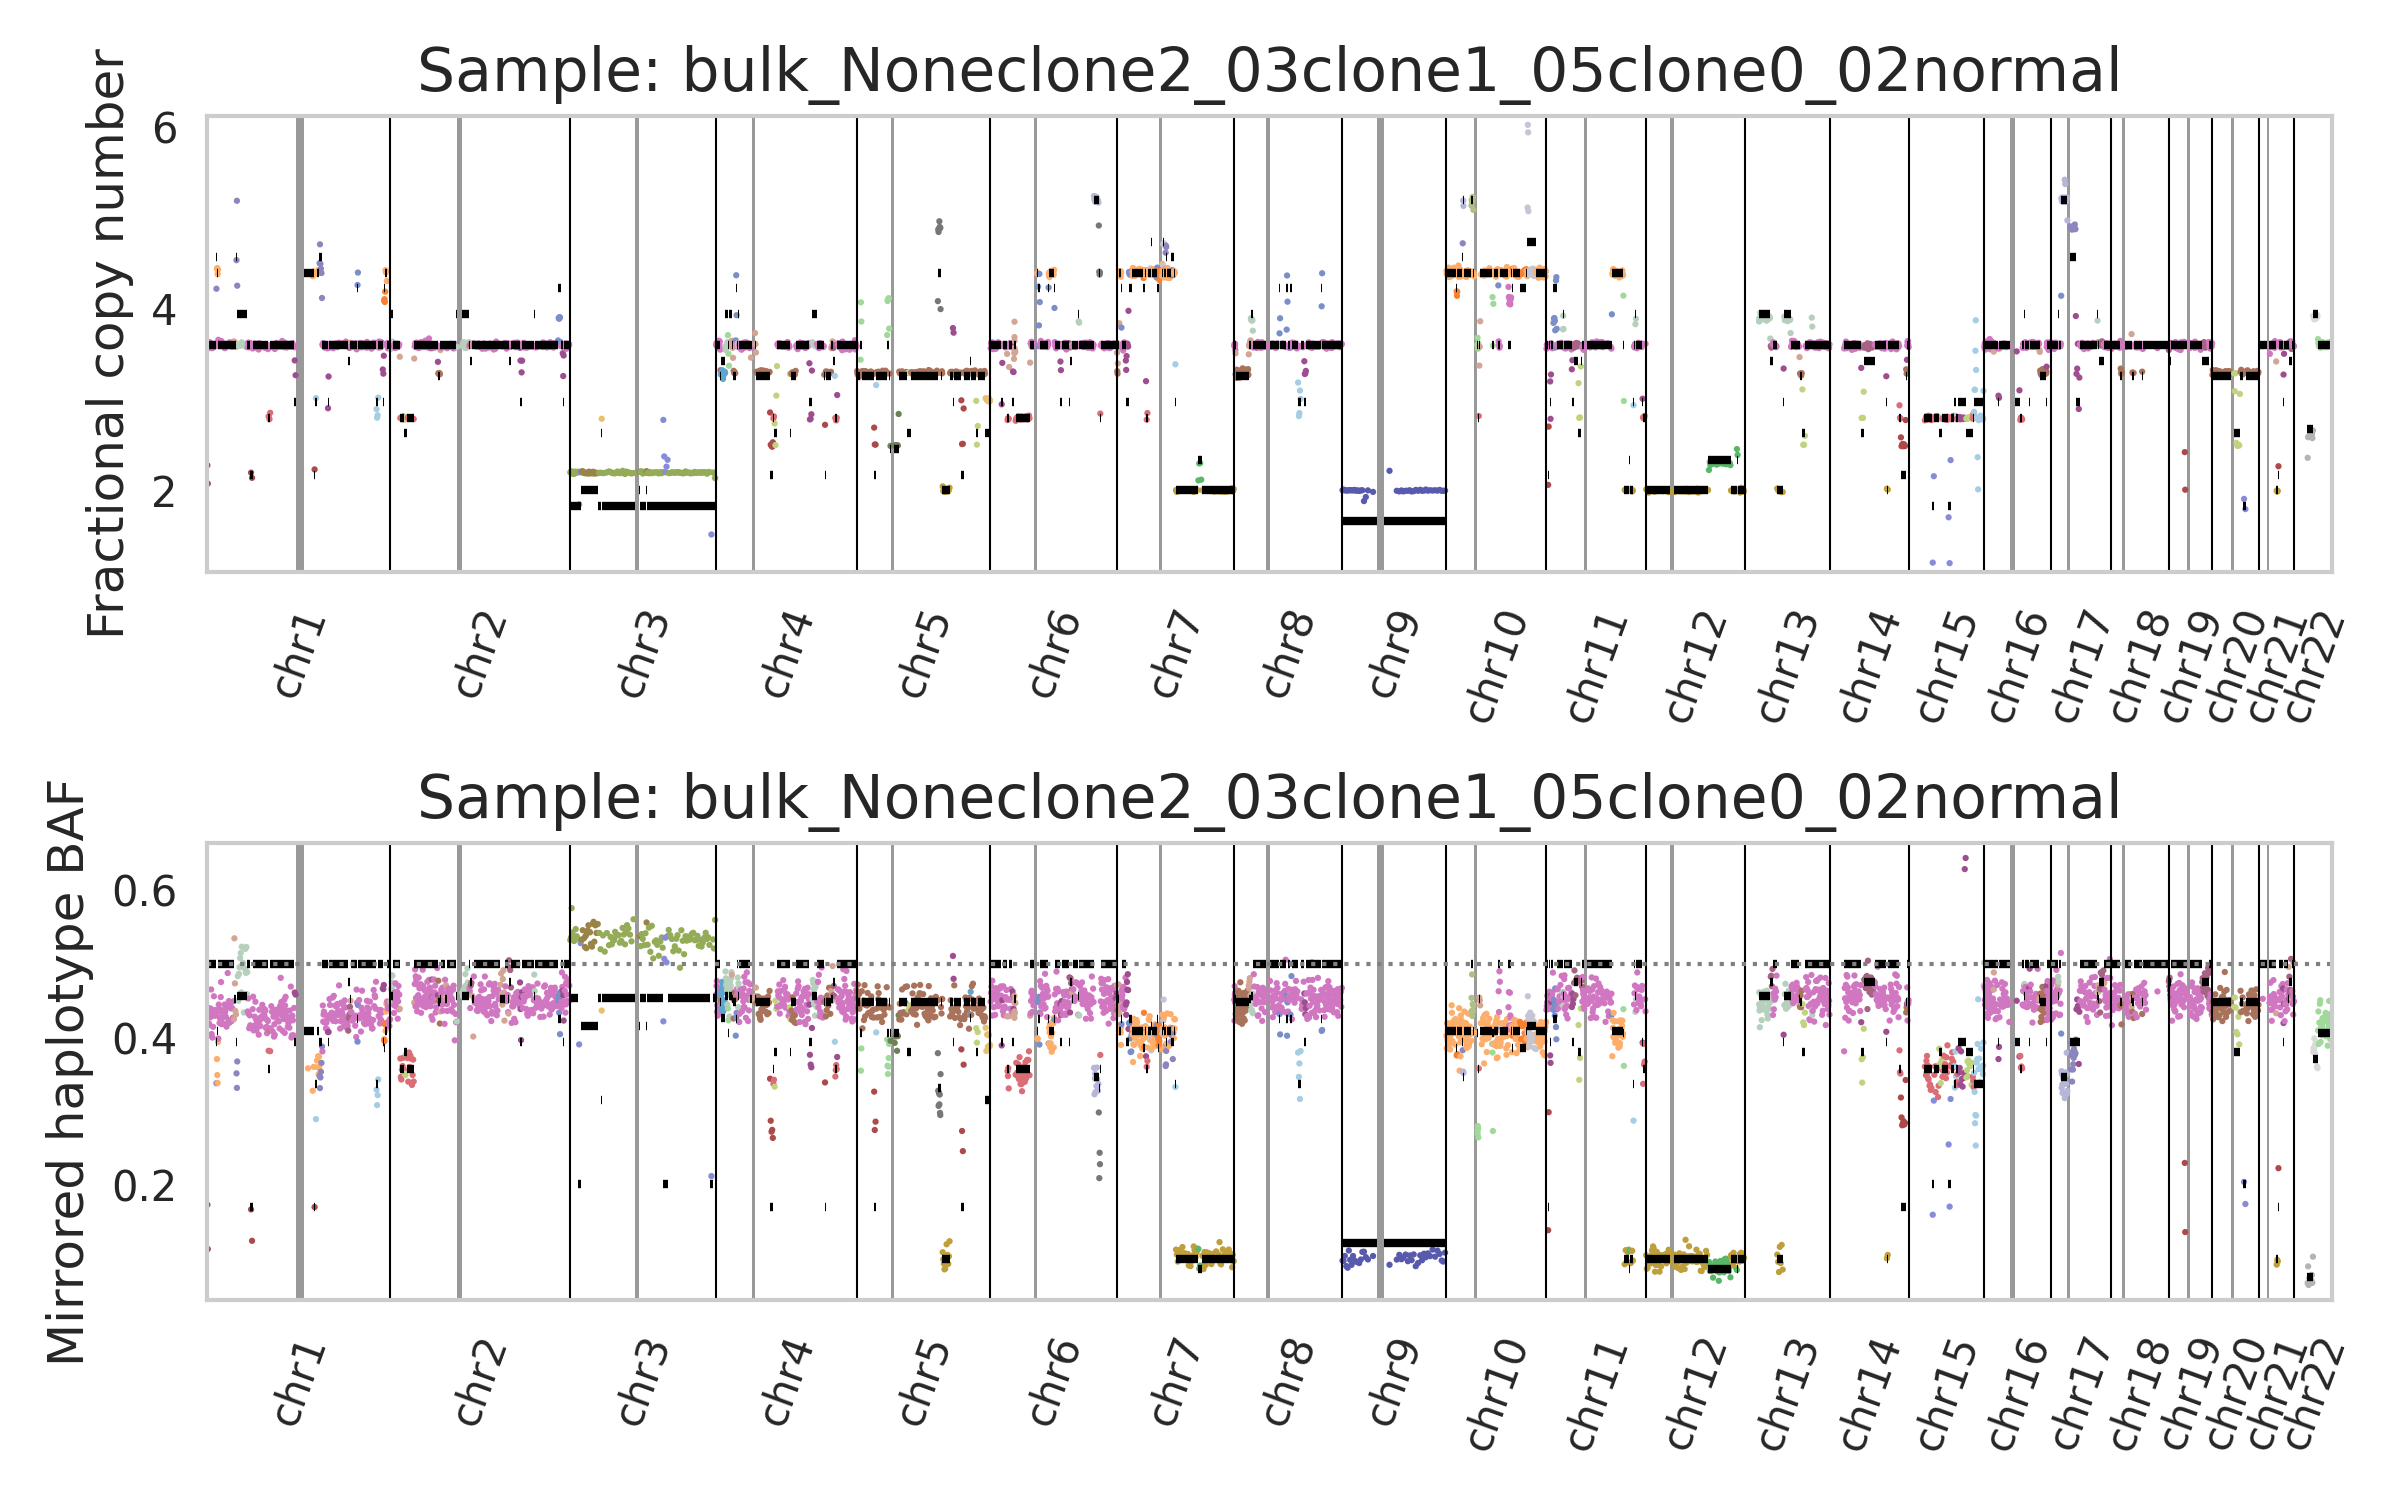 Sample: bulk_Noneclone2_03clone1_05clone0_02normal
Fractional copy number
6
4
2
chr1
chr2
chr3
chr4
chr5
chr6
chr7
chr8
chr9
chr10
chr11
chr12
chr13
chr14
chr15
chr16
chr17
chr18
chr19
chr20
chr21
chr22
Sample: bulk_Noneclone2_03clone1_05clone0_02normal
Mirrored haplotype BAF
0.6
0.4
0.2
chr1
chr2
chr3
chr4
chr5
chr6
chr7
chr8
chr9
chr10
chr11
chr12
chr13
chr14
chr15
chr16
chr17
chr18
chr19
chr20
chr21
chr22